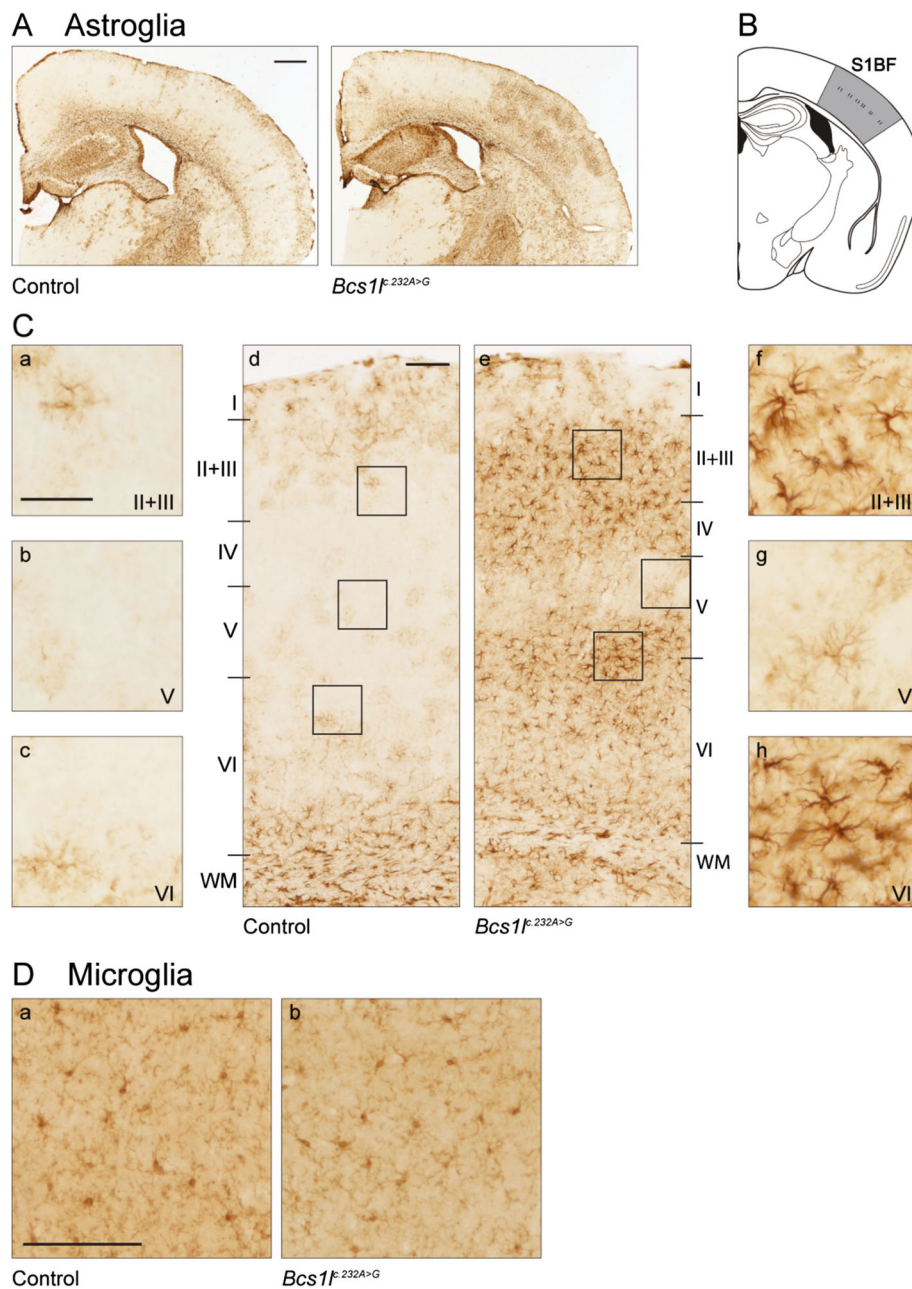 A Astroglia
B
S1BF
Control
Bcs1l^c.232A>G
C
a
II+III
b
V
c
VI
d
I
II+III
IV
V
VI
WM
Control
e
I
II+III
IV
V
VI
WM
Bcs1l^c.232A>G
f
II+III
g
V
h
VI
D Microglia
a
b
Control
Bcs1l^c.232A>G